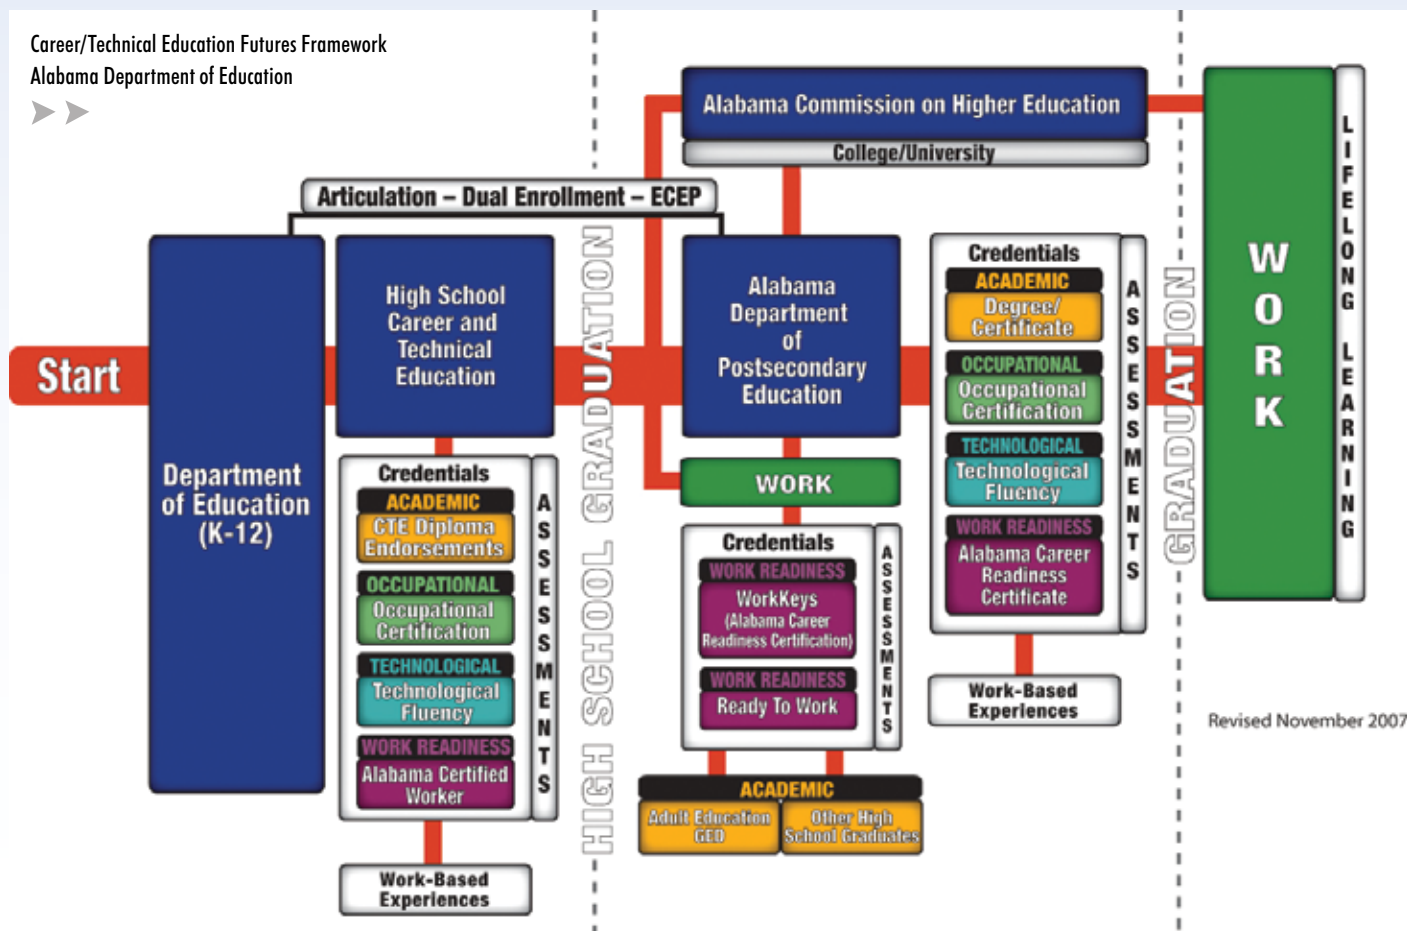 Career/Technical Education Futures Framework
Alabama Department of Education
Alabama Commission on Higher Education
College/University
Articulation – Dual Enrollment – ECEP
Start
Department
of Education
(K-12)
High School
Career and
Technical
Education
Credentials
ACADEMIC
CTE Diploma
Endorsements
OCCUPATIONAL
Occupational
Certification
TECHNOLOGICAL
Technological
Fluency
WORK READINESS
Alabama Certified
Worker
ASSESSMENTS
Work-Based
Experiences
HIGH SCHOOL GRADUATION
Alabama
Department
of
Postsecondary
Education
WORK
Credentials
WORK READINESS
WorkKeys
(Alabama Career
Readiness Certification)
WORK READINESS
Ready To Work
ASSESSMENTS
ACADEMIC
Adult Education
GED
Other High
School Graduates
Credentials
ACADEMIC
Degree/
Certificate
OCCUPATIONAL
Occupational
Certification
TECHNOLOGICAL
Technological
Fluency
WORK READINESS
Alabama Career
Readiness
Certificate
ASSESSMENTS
Work-Based
Experiences
GRADUATION
WORK
LIFELONG LEARNING
Revised November 2007